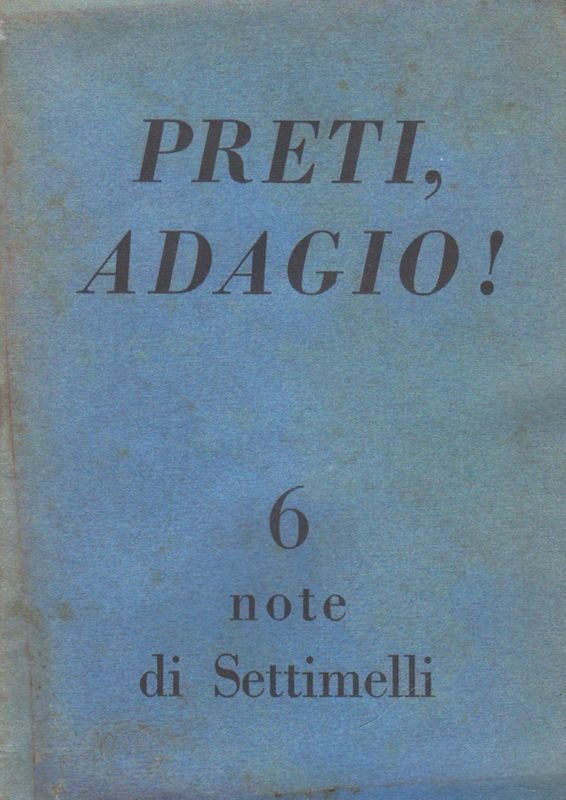 PRETI,
ADAGIO!
6
note
di Settimelli